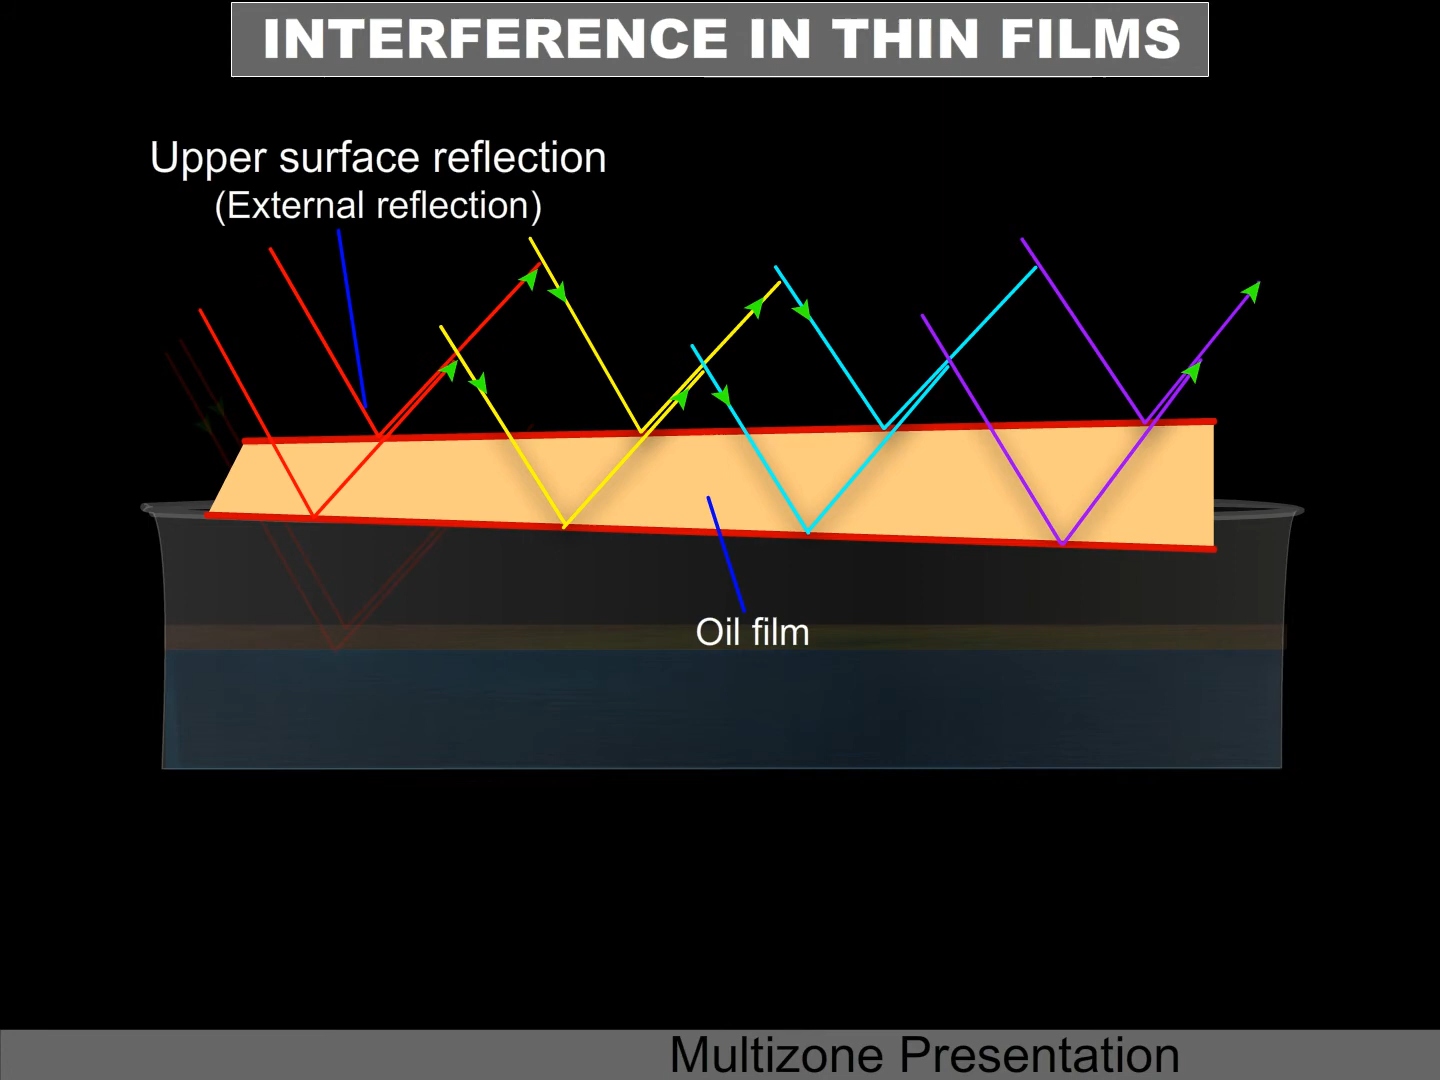 INTERFERENCE IN THIN FILMS
Upper surface reflection
(External reflection)
Oil film
Multizone Presentation